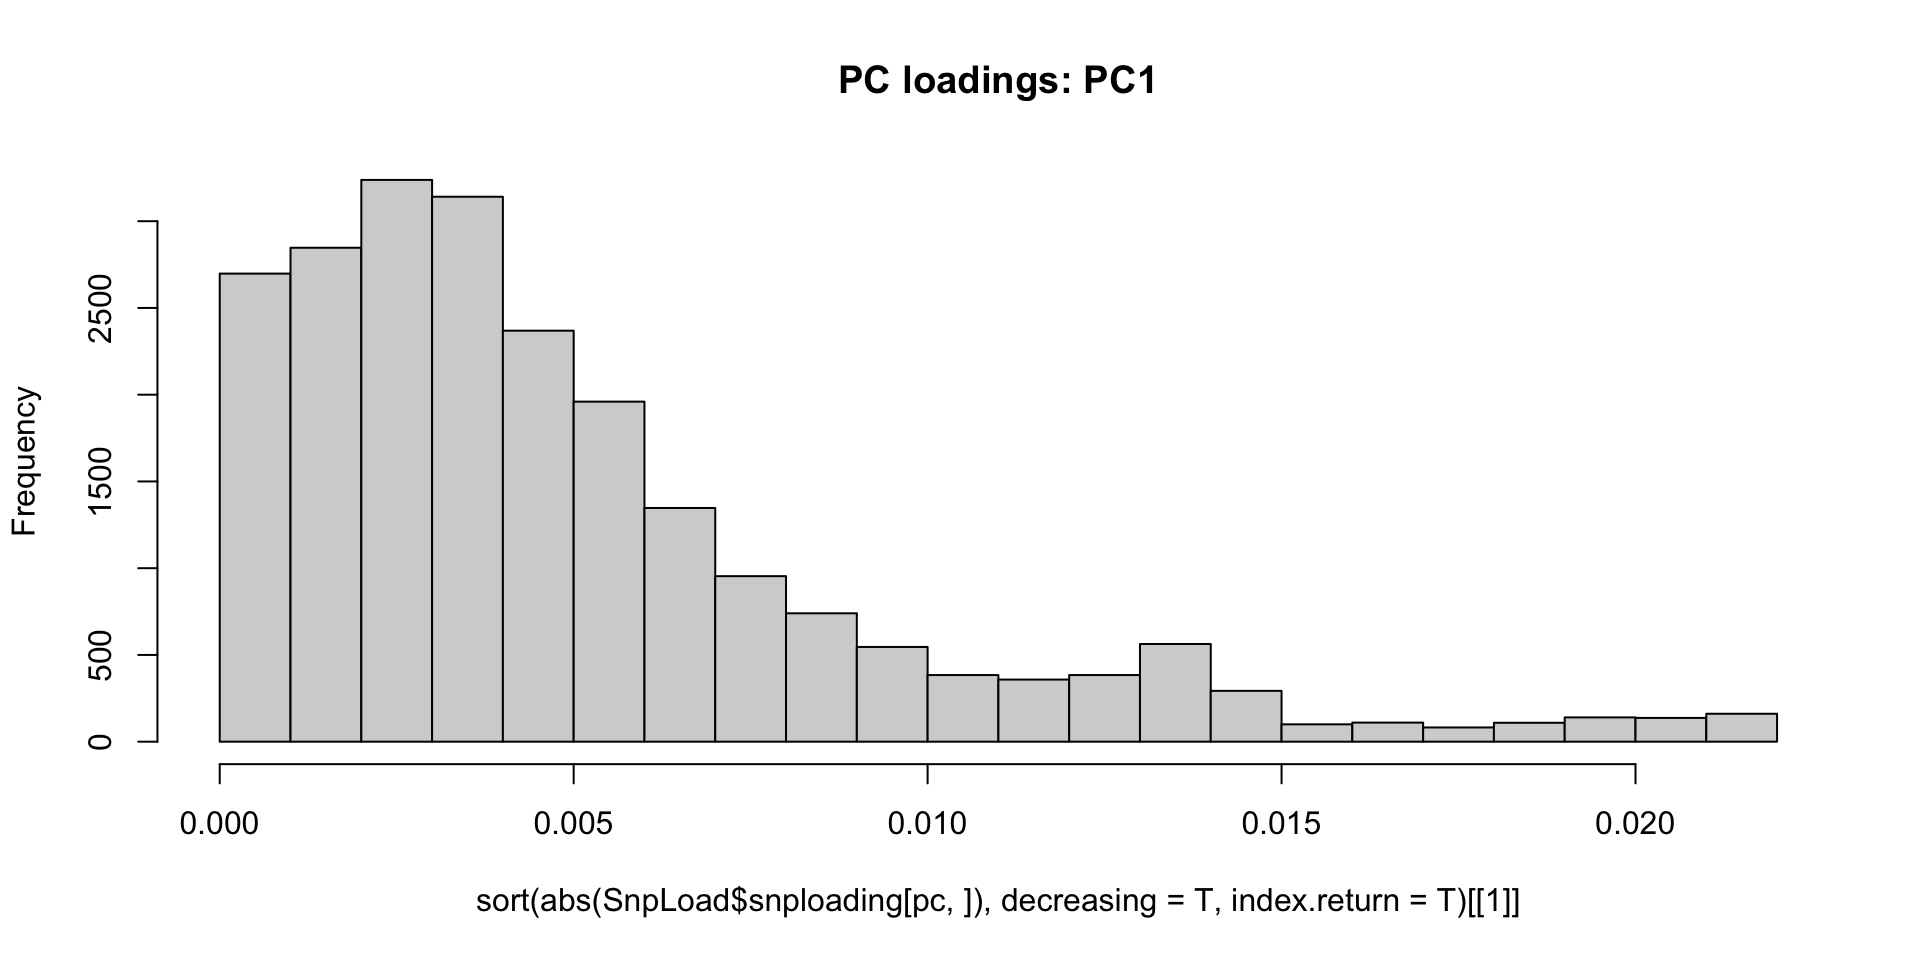 PC loadings: PC1
Frequency
2500
1500
500
0
0.000 0.005 0.010 0.015 0.020
sort(abs(SnpLoad$snploading[pc, ]), decreasing = T, index.return = T)[[1]]